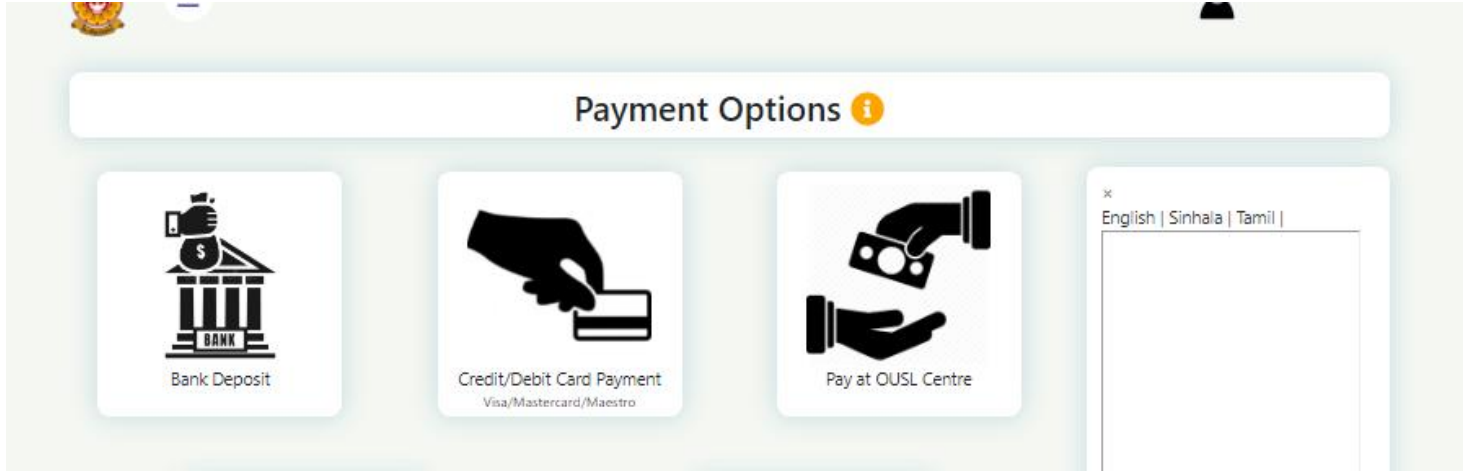 Payment Options
×
English | Sinhala | Tamil |
$
BANK
Bank Deposit
Credit/Debit Card Payment
Visa/Mastercard/Maestro
Pay at OUSL Centre